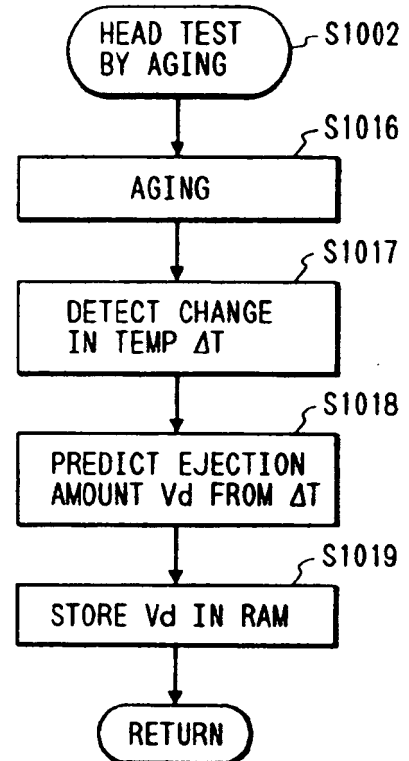 HEAD TEST
BY AGING
S1002
S1016
AGING
S1017
DETECT CHANGE
IN TEMP ΔT
S1018
PREDICT EJECTION
AMOUNT Vd FROM ΔT
S1019
STORE Vd IN RAM
RETURN